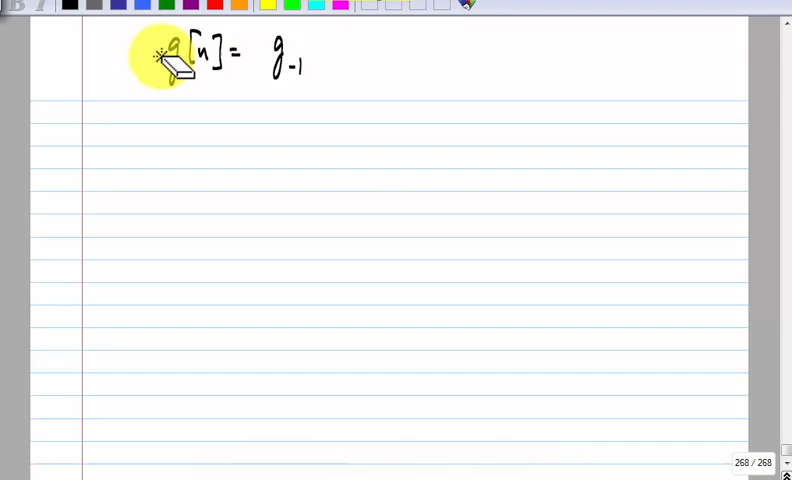 B I
g[n] = g₋₁
268 / 268